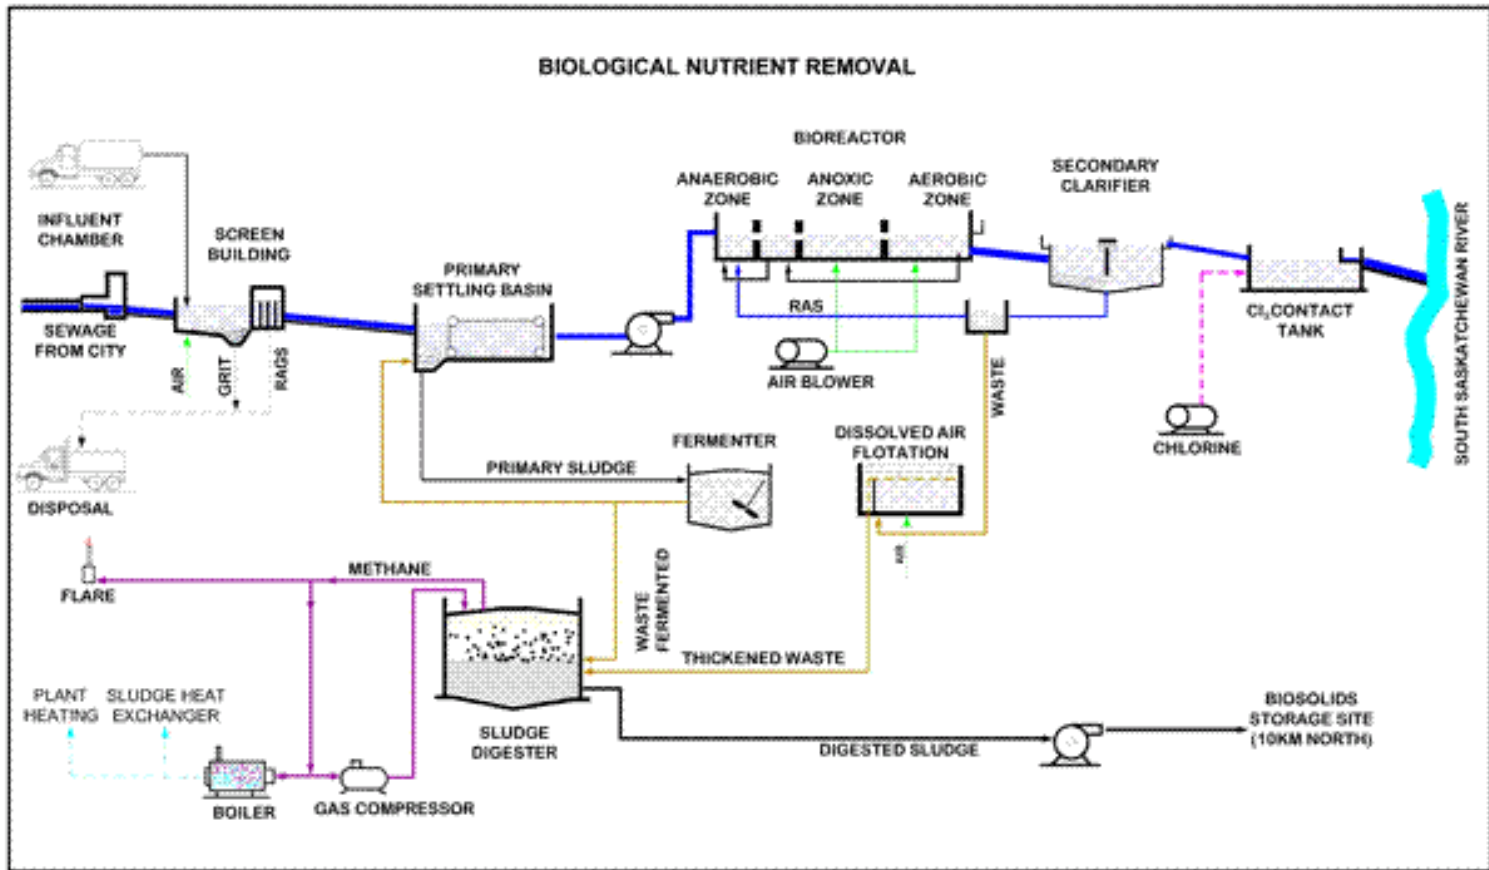 BIOLOGICAL NUTRIENT REMOVAL
BIOREACTOR
ANAEROBIC
ZONE
ANOXIC
ZONE
AEROBIC
ZONE
SECONDARY
CLARIFIER
INFLUENT
CHAMBER
SCREEN
BUILDING
PRIMARY
SETTLING BASIN
SEWAGE
FROM CITY
AIR
GRIT
RAGS
RAS
AIR BLOWER
WASTE
Cl₂CONTACT
TANK
CHLORINE
SOUTH SASKATCHEWAN RIVER
DISPOSAL
PRIMARY SLUDGE
FERMENTER
DISSOLVED AIR
FLOTATION
AIR
FLARE
METHANE
WASTE
FERMENTED
THICKENED WASTE
PLANT
HEATING
SLUDGE HEAT
EXCHANGER
SLUDGE
DIGESTER
BOILER
GAS COMPRESSOR
DIGESTED SLUDGE
BIOSOLIDS
STORAGE SITE
(10KM NORTH)